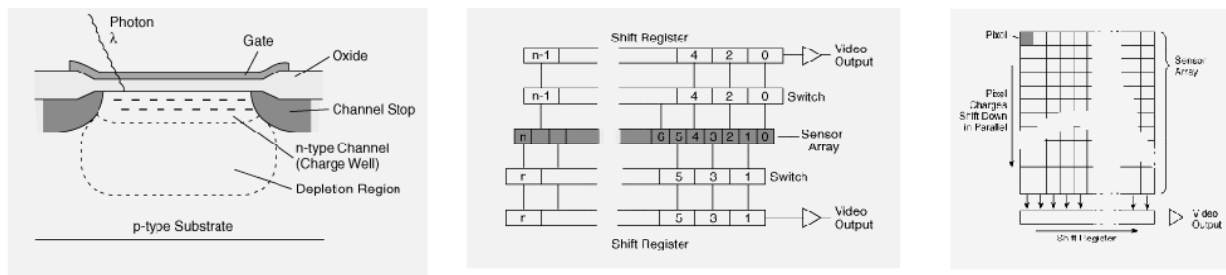 Photon
λ
Gate
Oxide
Channel Stop
n-type Channel
(Charge Well)
Depletion Region
p-type Substrate
Shift Register
n-1 4 2 0
Video
Output
n-1 4 2 0
Switch
n 6 5 4 3 2 1 0
Sensor
Array
r 5 3 1
Switch
r 5 3 1
Video
Output
Shift Register
Pixel
Sensor
Array
Pixel
Charges
Shift Down
in Parallel
Video
Output
Shift Register